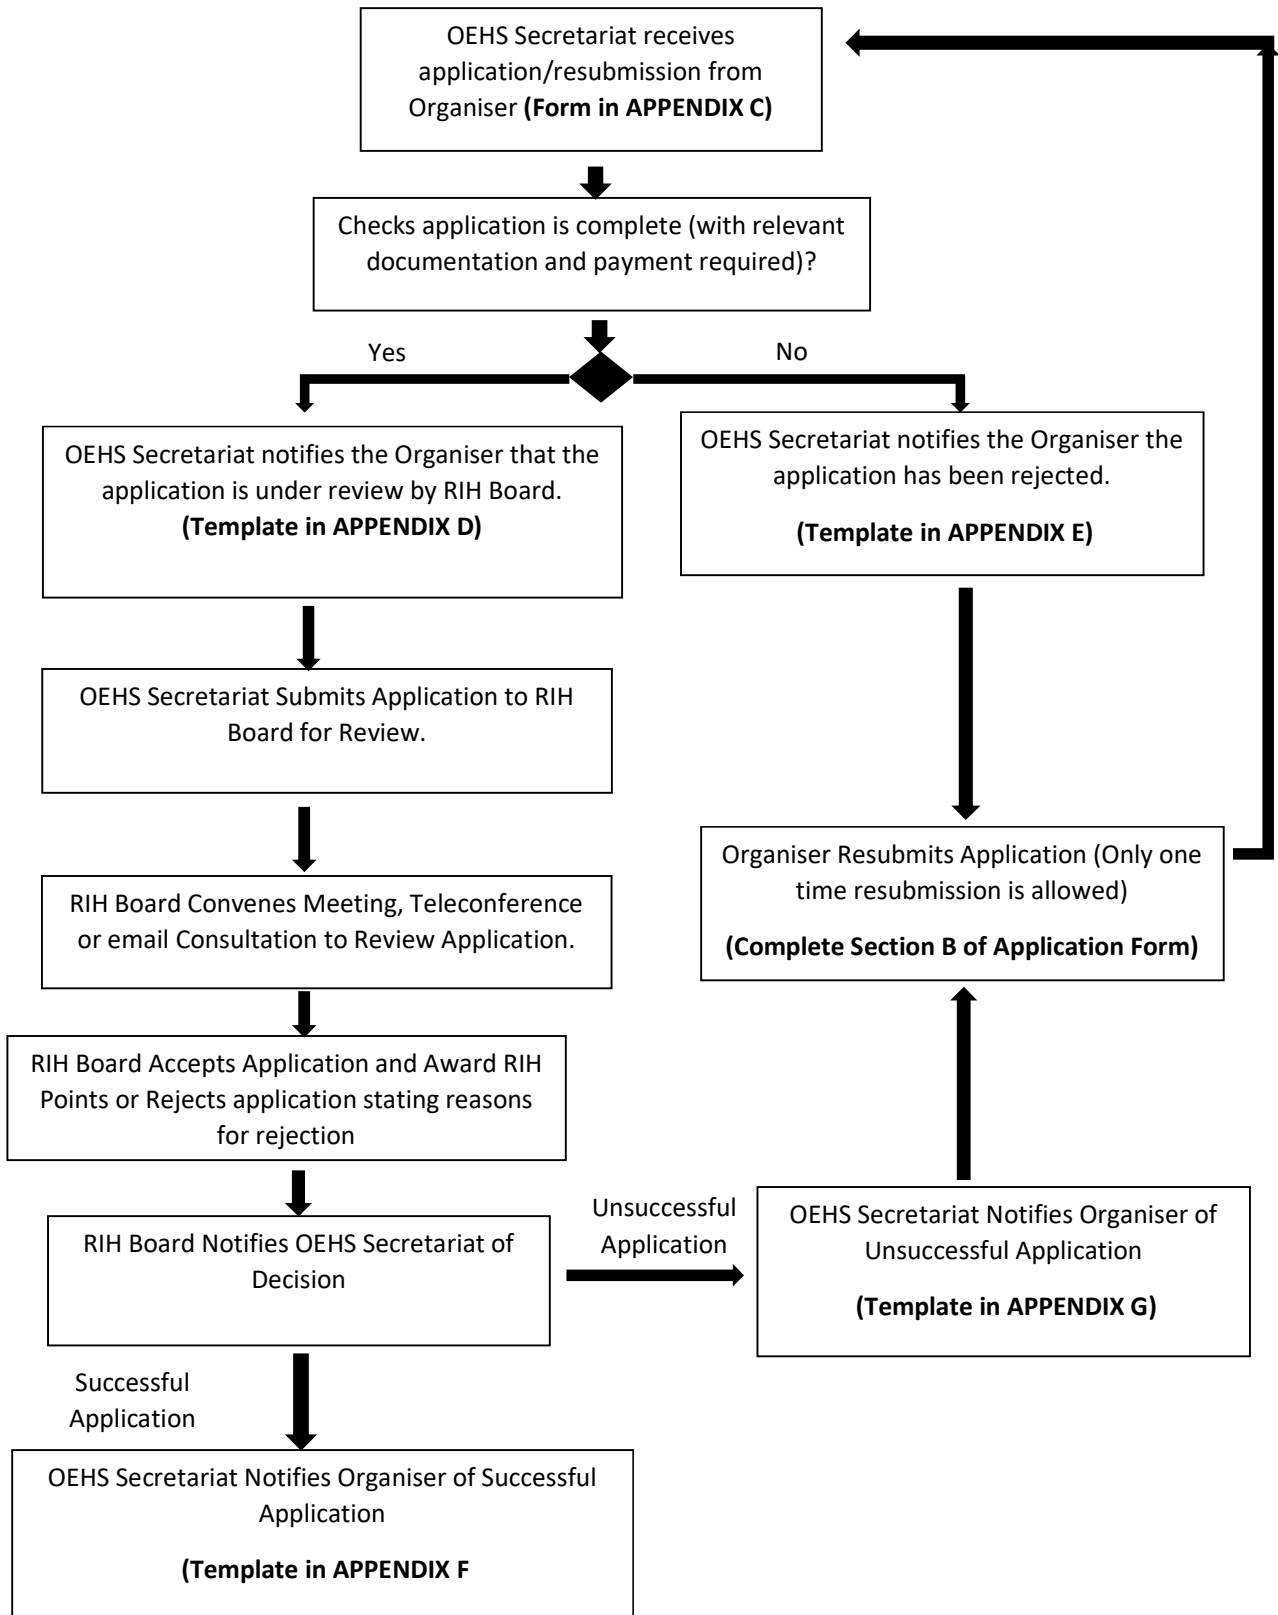 OEHS Secretariat receives
application/resubmission from
Organiser (Form in APPENDIX C)
Checks application is complete (with relevant
documentation and payment required)?
Yes
No
OEHS Secretariat notifies the Organiser that the
application is under review by RIH Board.
(Template in APPENDIX D)
OEHS Secretariat notifies the Organiser the
application has been rejected.
(Template in APPENDIX E)
OEHS Secretariat Submits Application to RIH
Board for Review.
Organiser Resubmits Application (Only one
time resubmission is allowed)
(Complete Section B of Application Form)
RIH Board Convenes Meeting, Teleconference
or email Consultation to Review Application.
RIH Board Accepts Application and Award RIH
Points or Rejects application stating reasons
for rejection
RIH Board Notifies OEHS Secretariat of
Decision
Unsuccessful
Application
OEHS Secretariat Notifies Organiser of
Unsuccessful Application
(Template in APPENDIX G)
Successful
Application
OEHS Secretariat Notifies Organiser of Successful
Application
(Template in APPENDIX F